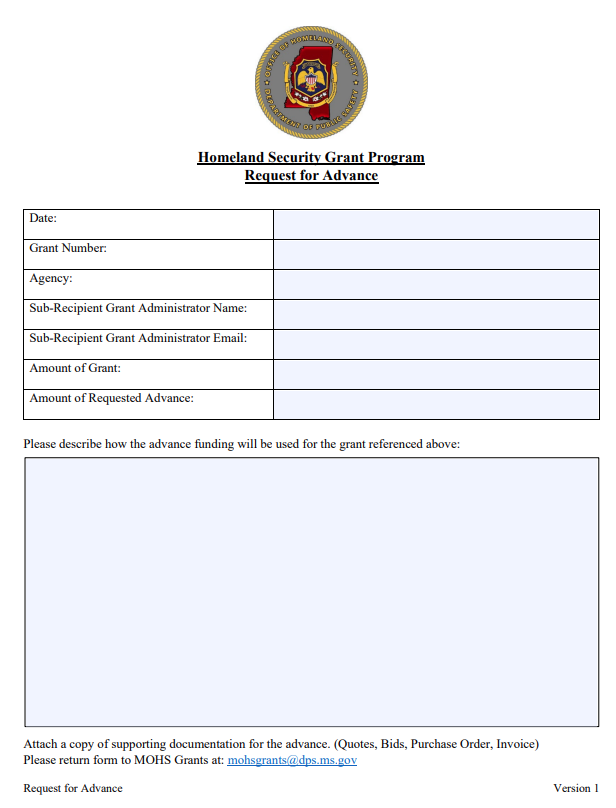 OFFICE OF HOMELAND SECURITY
DEPARTMENT OF PUBLIC SAFETY
Homeland Security Grant Program
Request for Advance
Date:
Grant Number:
Agency:
Sub-Recipient Grant Administrator Name:
Sub-Recipient Grant Administrator Email:
Amount of Grant:
Amount of Requested Advance:
Please describe how the advance funding will be used for the grant referenced above:
Attach a copy of supporting documentation for the advance. (Quotes, Bids, Purchase Order, Invoice)
Please return form to MOHS Grants at: mohsgrants@dps.ms.gov
Request for Advance Version 1